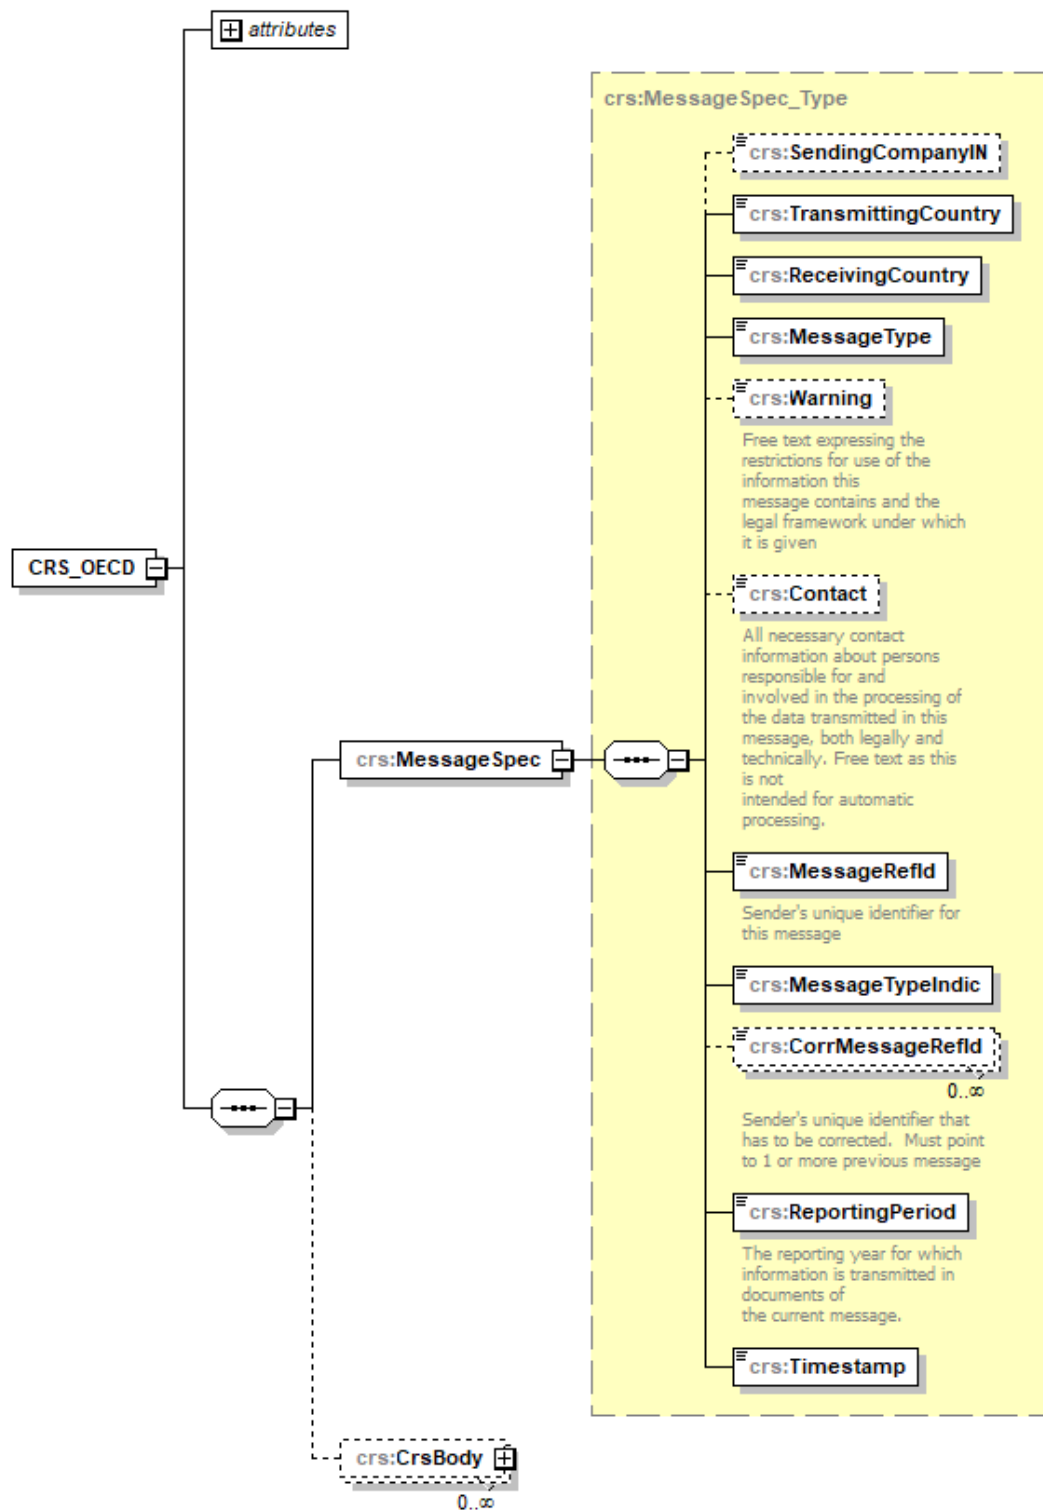 attributes
crs:MessageSpec_Type
crs:SendingCompanyIN
crs:TransmittingCountry
crs:ReceivingCountry
crs:MessageType
crs:Warning
Free text expressing the
restrictions for use of the
information this
message contains and the
legal framework under which
it is given
CRS_OECD
crs:Contact
All necessary contact
information about persons
responsible for and
involved in the processing of
the data transmitted in this
message, both legally and
technically. Free text as this
is not
intended for automatic
processing.
crs:MessageSpec
crs:MessageRefId
Sender's unique identifier for
this message
crs:MessageTypeIndic
crs:CorrMessageRefId
0..∞
Sender's unique identifier that
has to be corrected.  Must point
to 1 or more previous message
crs:ReportingPeriod
The reporting year for which
information is transmitted in
documents of
the current message.
crs:Timestamp
crs:CrsBody
0..∞